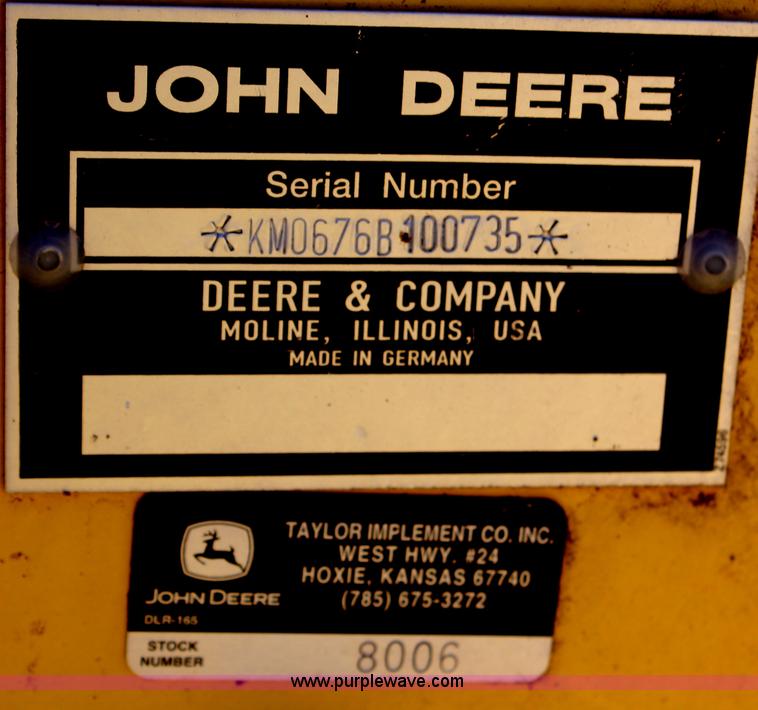 JOHN DEERE
Serial Number
*KM0676B100735*
DEERE & COMPANY
MOLINE, ILLINOIS, USA
MADE IN GERMANY
TAYLOR IMPLEMENT CO. INC.
WEST HWY. #24
HOXIE, KANSAS 67740
(785) 675-3272
JOHN DEERE
DLR-165
STOCK NUMBER
8006
www.purplewave.com